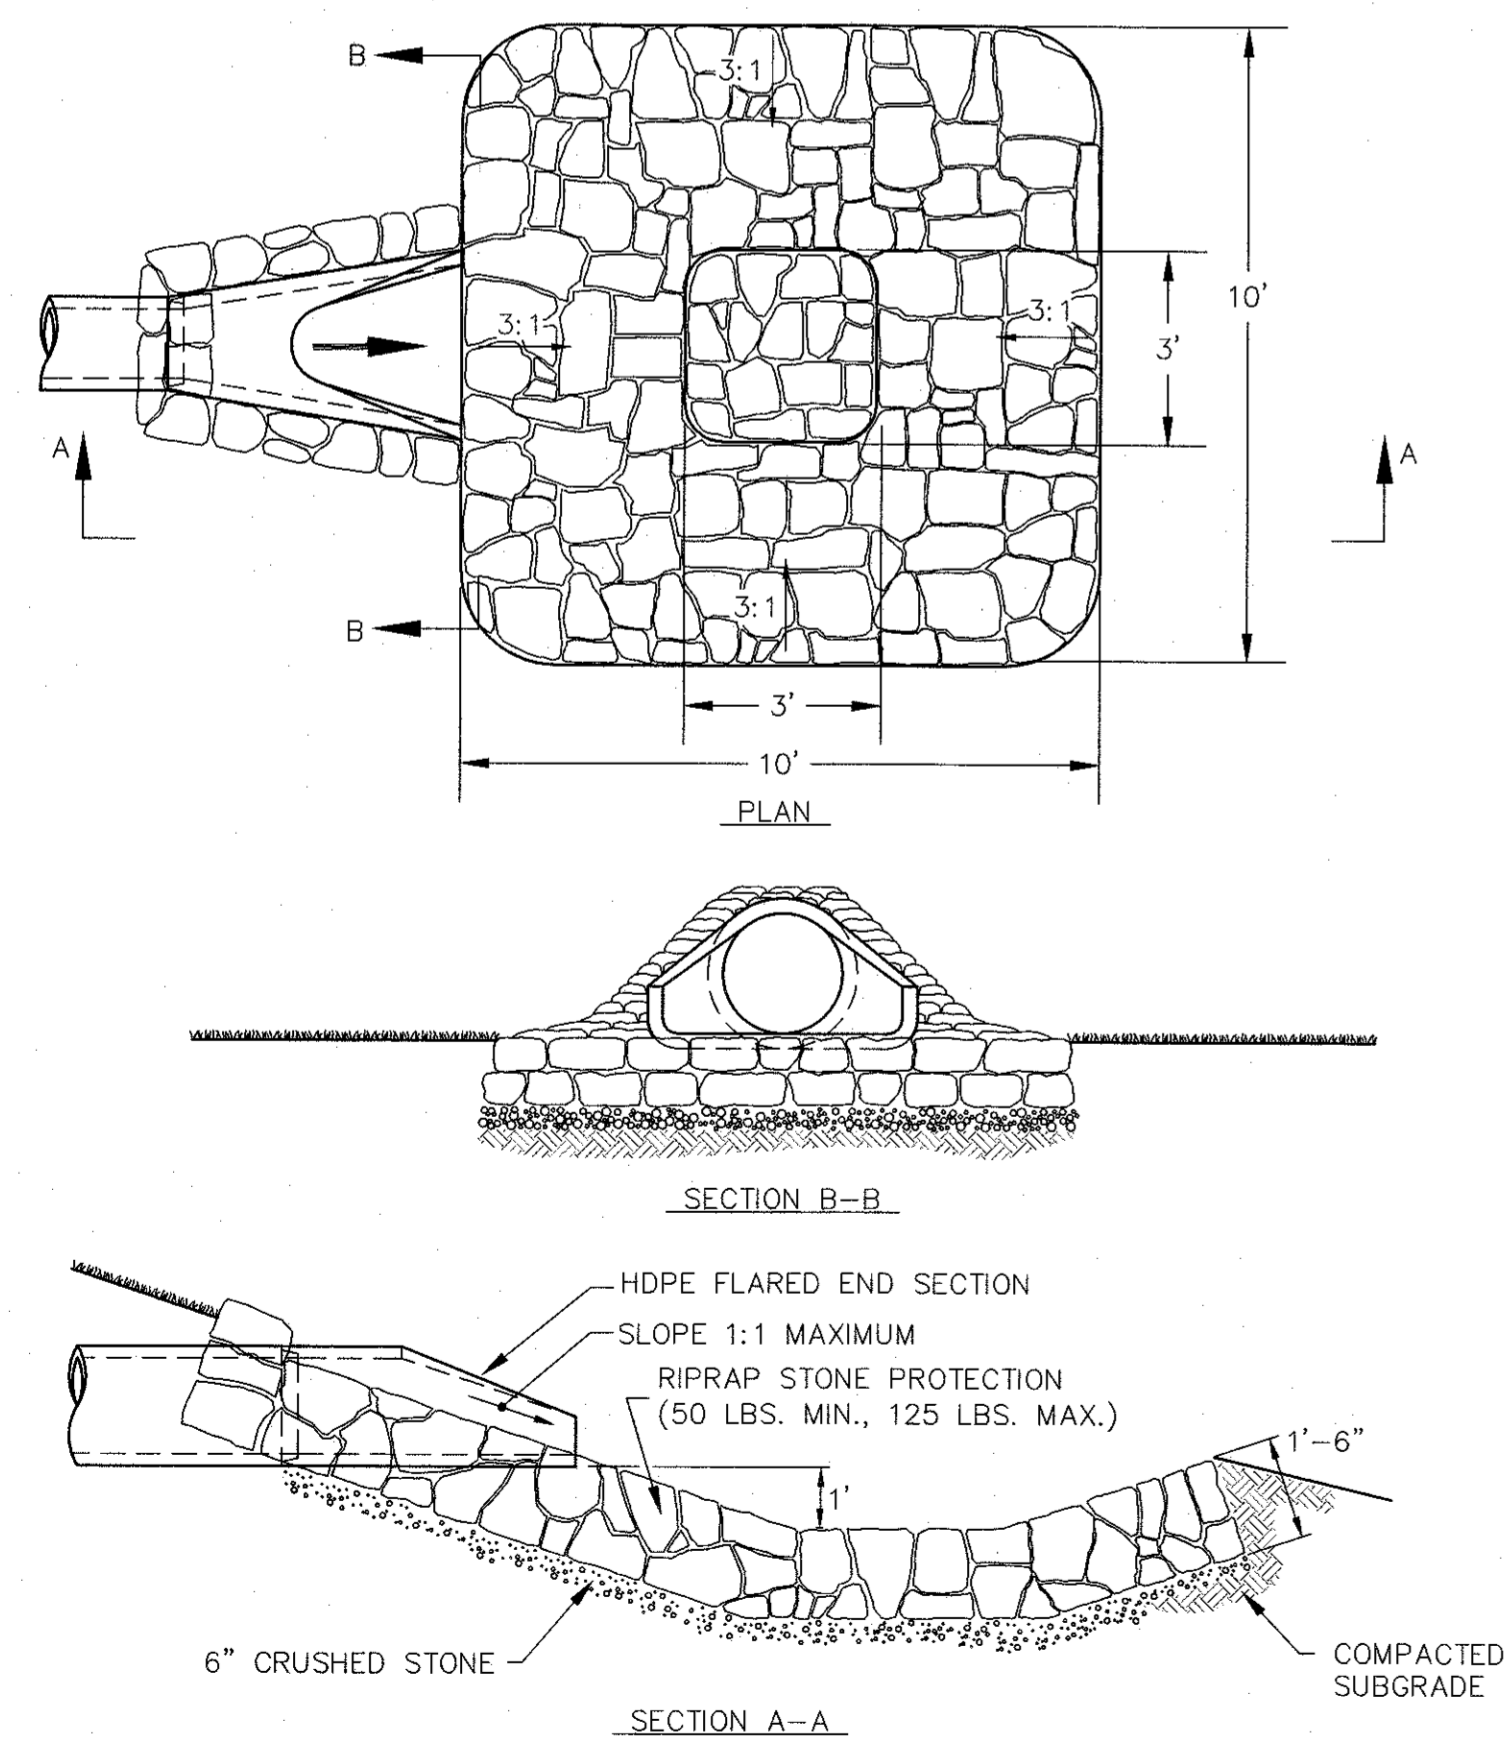 B
3:1
10'
3:1
3:1
3'
A
A
3:1
B
3'
10'
PLAN
SECTION B-B
HDPE FLARED END SECTION
SLOPE 1:1 MAXIMUM
RIPRAP STONE PROTECTION
(50 LBS. MIN., 125 LBS. MAX.)
1'-6"
1'
6" CRUSHED STONE
COMPACTED
SUBGRADE
SECTION A-A